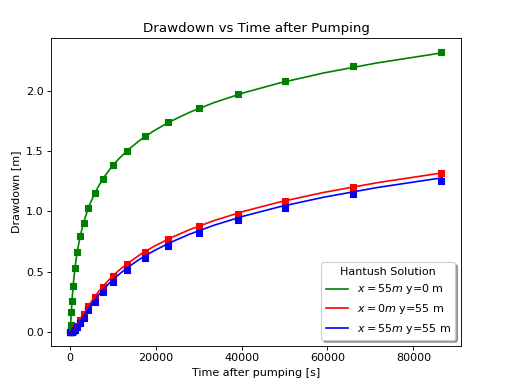 Drawdown vs Time after Pumping
Drawdown [m]
2.0
1.5
1.0
0.5
0.0
Hantush Solution
x = 55m y=0 m
x = 0m y=55 m
x = 55m y=55 m
0 20000 40000 60000 80000
Time after pumping [s]